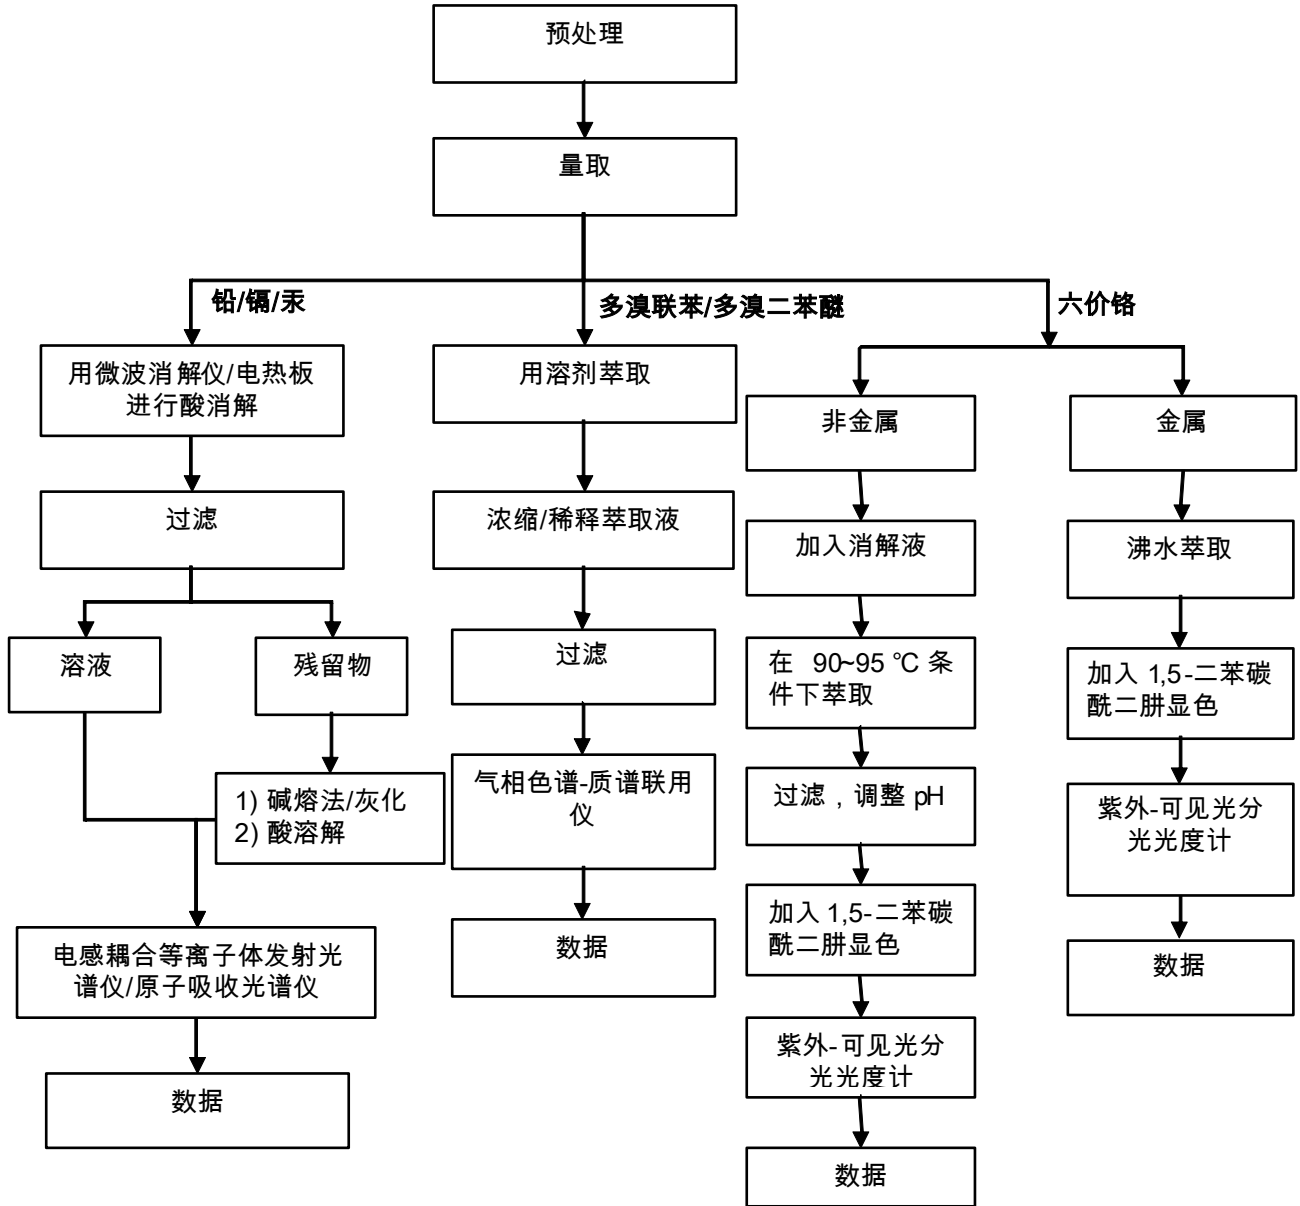 预处理
量取
铅/镉/汞
多溴联苯/多溴二苯醚
六价铬
用微波消解仪/电热板
进行酸消解
过滤
溶液
残留物
1) 碱熔法/灰化
2) 酸溶解
电感耦合等离子体发射光
谱仪/原子吸收光谱仪
数据
用溶剂萃取
浓缩/稀释萃取液
过滤
气相色谱-质谱联用
仪
数据
非金属
加入消解液
在 90~95 ℃ 条
件下萃取
过滤，调整 pH
加入 1,5-二苯碳
酰二肼显色
紫外-可见光分
光光度计
数据
金属
沸水萃取
加入 1,5-二苯碳
酰二肼显色
紫外-可见光分
光光度计
数据